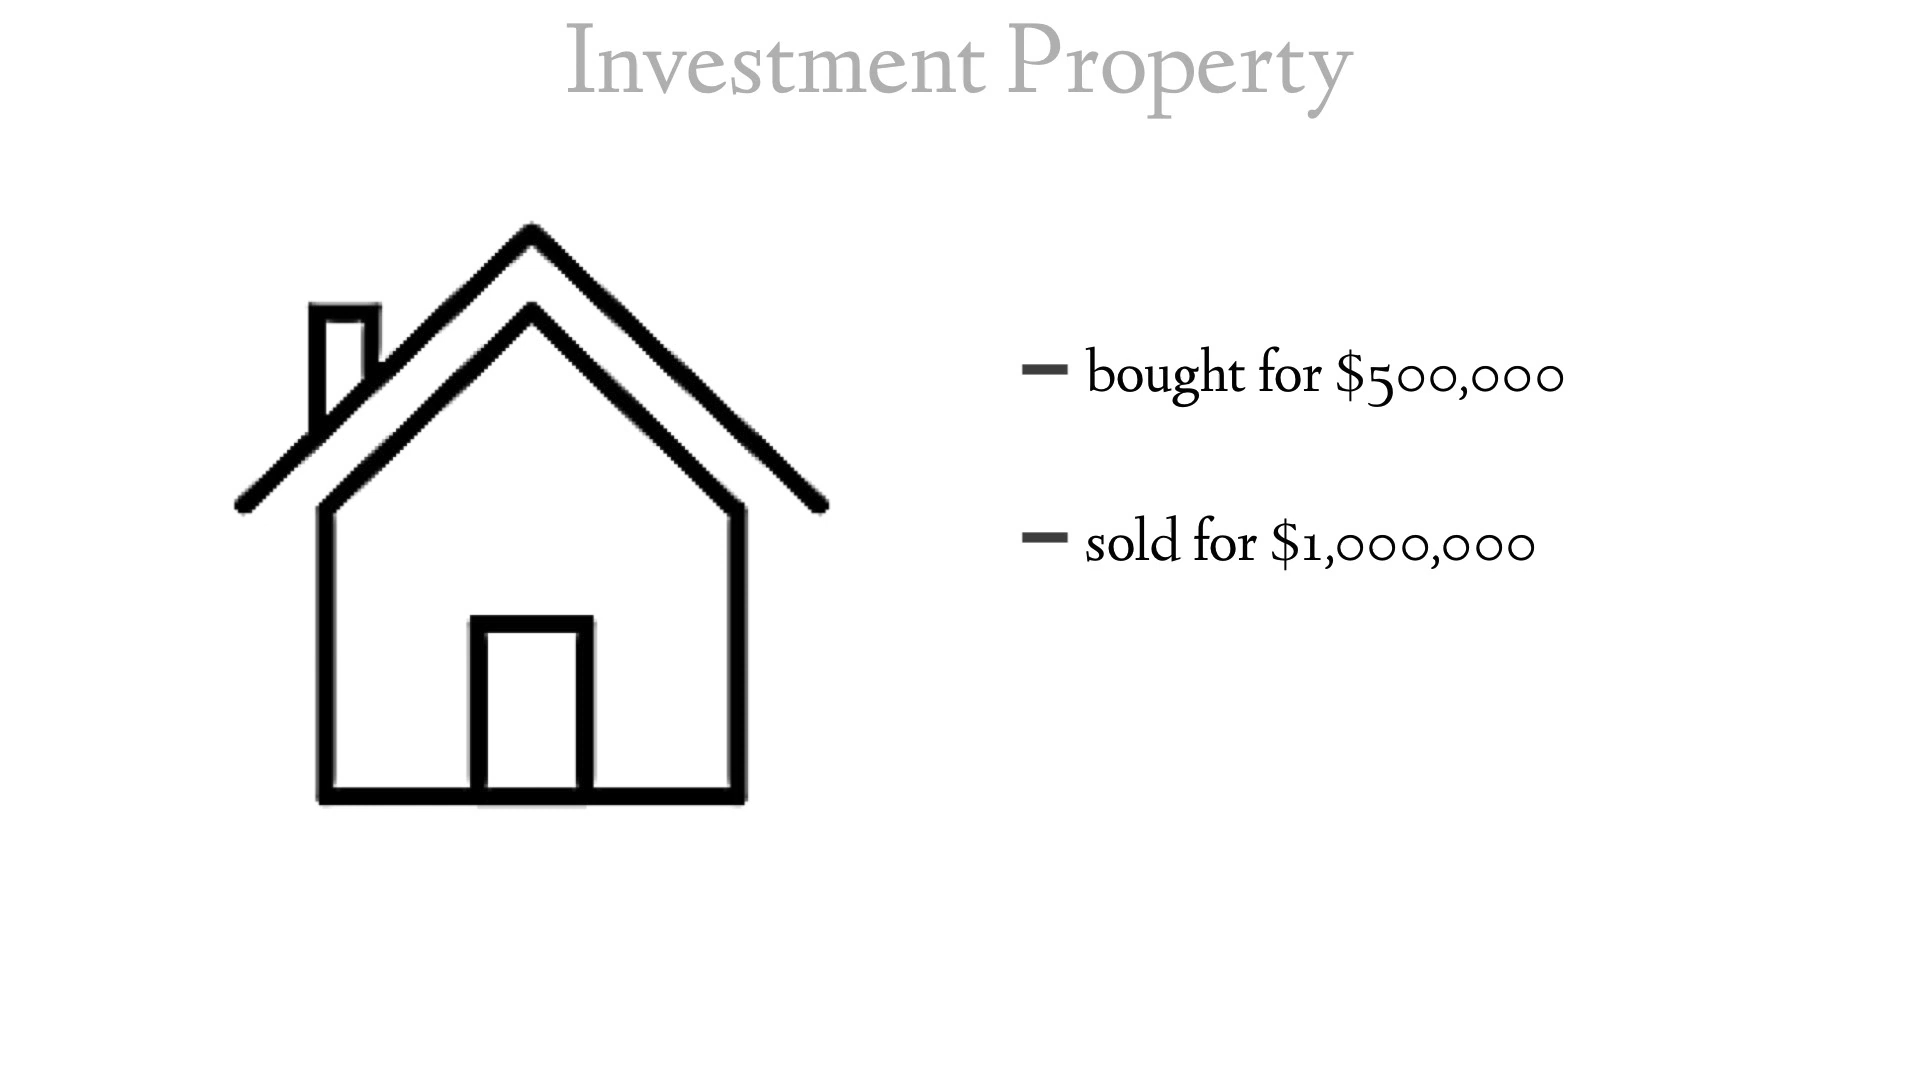 Investment Property
– bought for $500,000
– sold for $1,000,000